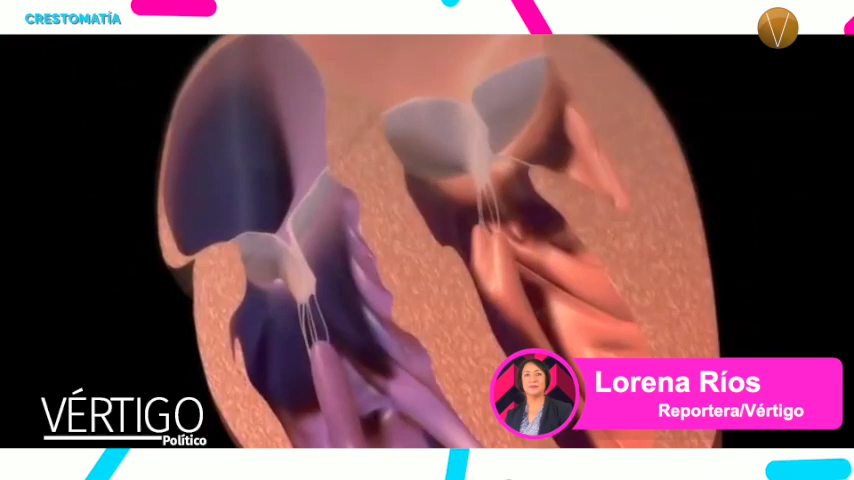 CRESTOMATÍA
V
VÉRTIGO
Político
Lorena Ríos
Reportera/Vértigo